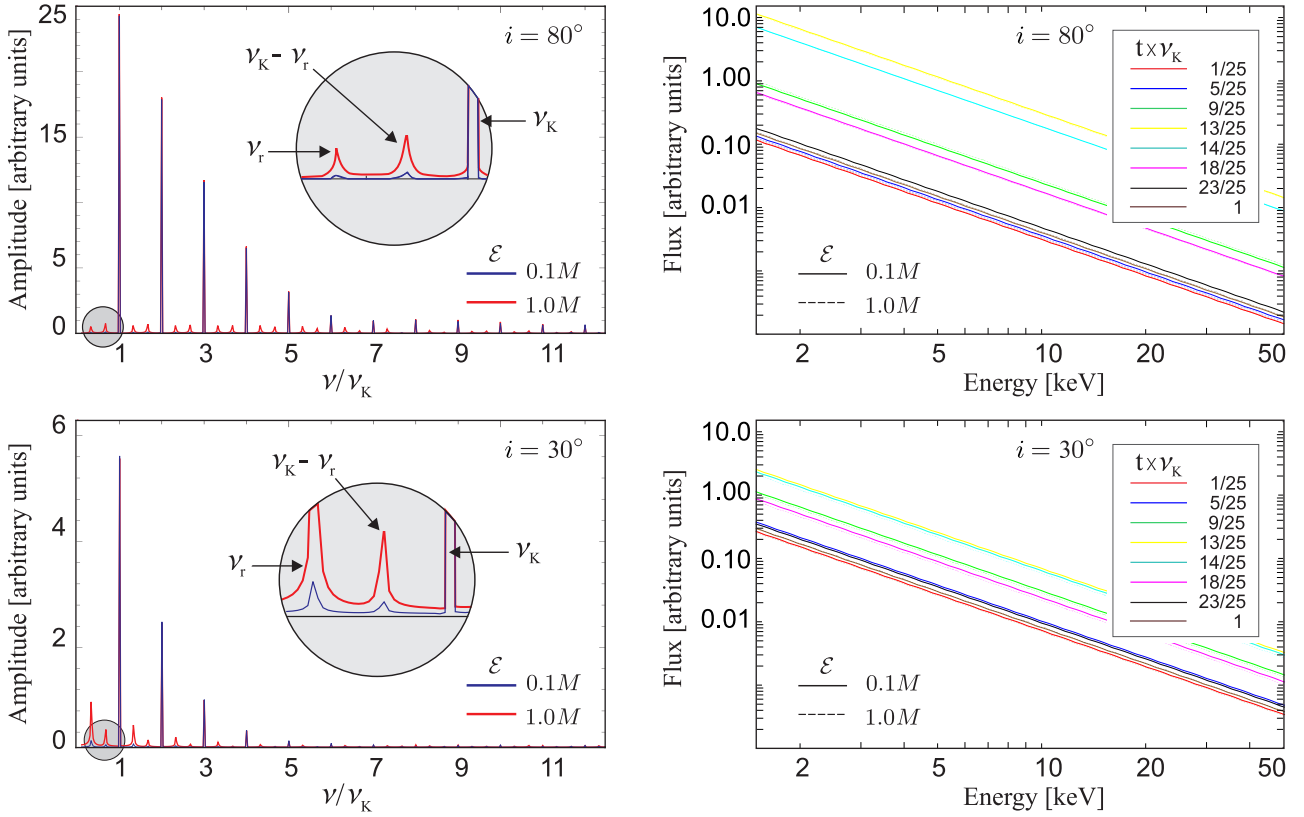 25
15
5
0
Amplitude [arbitrary units]
i = 80°
ν_K - ν_r
ν_r
ν_K
ℰ
0.1M
1.0M
1 3 5 7 9 11
ν/ν_K
10.0
1.00
0.10
0.01
Flux [arbitrary units]
i = 80°
t×ν_K
1/25
5/25
9/25
13/25
14/25
18/25
23/25
1
ℰ
0.1M
1.0M
2 5 10 20 50
Energy [keV]
6
4
2
0
Amplitude [arbitrary units]
i = 30°
ν_K - ν_r
ν_r
ν_K
ℰ
0.1M
1.0M
1 3 5 7 9 11
ν/ν_K
10.0
1.00
0.10
0.01
Flux [arbitrary units]
i = 30°
t×ν_K
1/25
5/25
9/25
13/25
14/25
18/25
23/25
1
ℰ
0.1M
1.0M
2 5 10 20 50
Energy [keV]